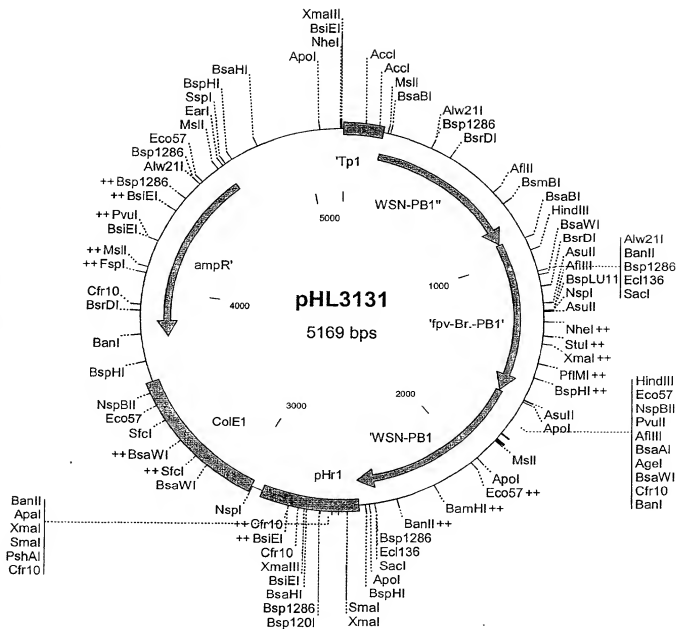 XmaIII
BsiEI
NheI
ApoI
AccI
AccI
MslI
BsaBI
BsaHI
BspHI
SspI
EarI
MslI
Eco57
Bsp1286
Alw21I
++Bsp1286
++BsiEI
++PvuI
BsiEI
++MslI
++FspI
Cfr10
BsrDI
BanI
BspHI
NspBII
Eco57
SfcI
++BsaWI
++SfcI
BsaWI
NspI
Alw21I
Bsp1286
BsrDI
AflII
BsmBI
BsaBI
HindIII
BsaWI
BsrDI
AsuII
AflIII
BspLU11
NspI
AsuII
NheI++
StuI++
XmaI++
PflMI++
BspHI++
Alw21I
BanII
Bsp1286
Ecl136
SacI
HindIII
Eco57
NspBII
PvuII
AflIII
BsaAI
AgeI
BsaWI
Cfr10
BanI
AsuII
ApoI
MslI
ApoI
Eco57++
BamHI++
BanII++
Bsp1286
Ecl136
SacI
ApoI
BspHI
SmaI
XmaI
++Cfr10
++BsiEI
Cfr10
XmaIII
BsiEI
BsaHI
Bsp1286
Bsp120I
BanII
ApaI
XmaI
SmaI
PshAI
Cfr10
'Tp1
WSN-PB1"
5000
ampR'
4000
pHL3131
5169 bps
1000
'fpv-Br.-PB1'
2000
3000
ColE1
'WSN-PB1
pHr1